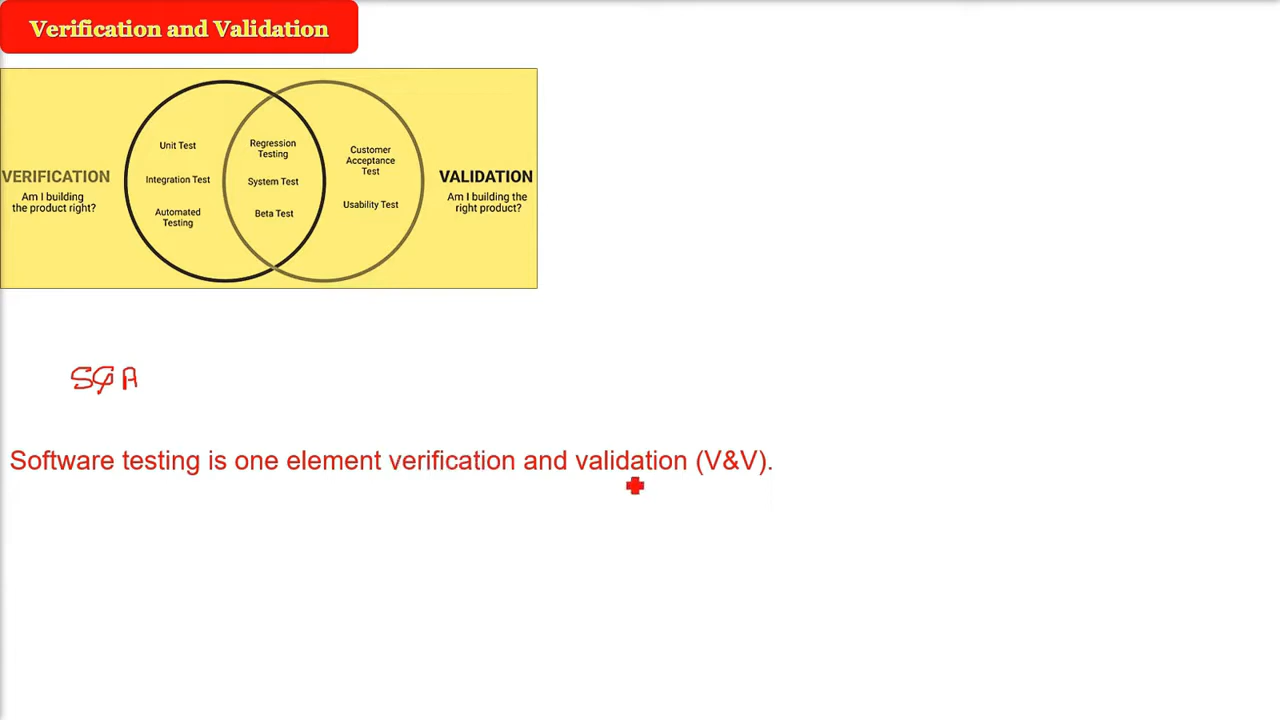 Verification and Validation
VERIFICATION
Am I building
the product right?
Unit Test
Integration Test
Automated
Testing
Regression
Testing
System Test
Beta Test
Customer
Acceptance
Test
Usability Test
VALIDATION
Am I building the
right product?
SQA
Software testing is one element verification and validation (V&V).